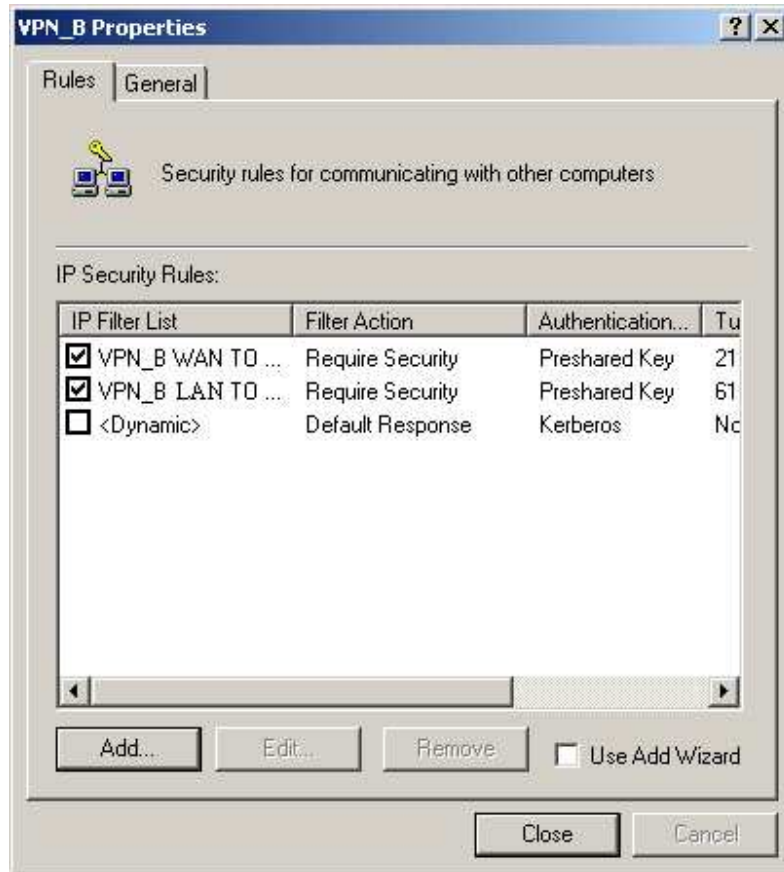 VPN_B Properties
Rules General
Security rules for communicating with other computers
IP Security Rules:
IP Filter List Filter Action Authentication... Tu
VPN_B WAN TO ... Require Security Preshared Key 21
VPN_B LAN TO ... Require Security Preshared Key 61
<Dynamic> Default Response Kerberos Nc
Add... Edit... Remove Use Add Wizard
Close Cancel